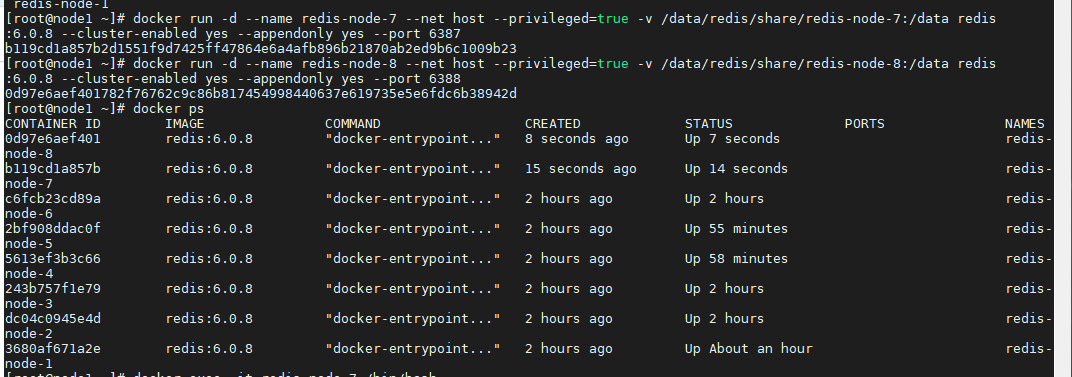 redis-node-1
[root@node1 ~]# docker run -d --name redis-node-7 --net host --privileged=true -v /data/redis/share/redis-node-7:/data redis
:6.0.8 --cluster-enabled yes --appendonly yes --port 6387
b119cd1a857b2d1551f9d7425ff47864e6a4afb896b21870ab2ed9b6c1009b23
[root@node1 ~]# docker run -d --name redis-node-8 --net host --privileged=true -v /data/redis/share/redis-node-8:/data redis
:6.0.8 --cluster-enabled yes --appendonly yes --port 6388
0d97e6aef401782f76762c9c86b817454998440637e619735e5e6fdc6b38942d
[root@node1 ~]# docker ps
CONTAINER ID IMAGE COMMAND CREATED STATUS PORTS NAMES
0d97e6aef401 redis:6.0.8 "docker-entrypoint..." 8 seconds ago Up 7 seconds redis-
node-8
b119cd1a857b redis:6.0.8 "docker-entrypoint..." 15 seconds ago Up 14 seconds redis-
node-7
c6fcb23cd89a redis:6.0.8 "docker-entrypoint..." 2 hours ago Up 2 hours redis-
node-6
2bf908ddac0f redis:6.0.8 "docker-entrypoint..." 2 hours ago Up 55 minutes redis-
node-5
5613ef3b3c66 redis:6.0.8 "docker-entrypoint..." 2 hours ago Up 58 minutes redis-
node-4
243b757f1e79 redis:6.0.8 "docker-entrypoint..." 2 hours ago Up 2 hours redis-
node-3
dc04c0945e4d redis:6.0.8 "docker-entrypoint..." 2 hours ago Up 2 hours redis-
node-2
3680af671a2e redis:6.0.8 "docker-entrypoint..." 2 hours ago Up About an hour redis-
node-1
[root@node1 ~]# docker exec -it redis-node-7 /bin/bash